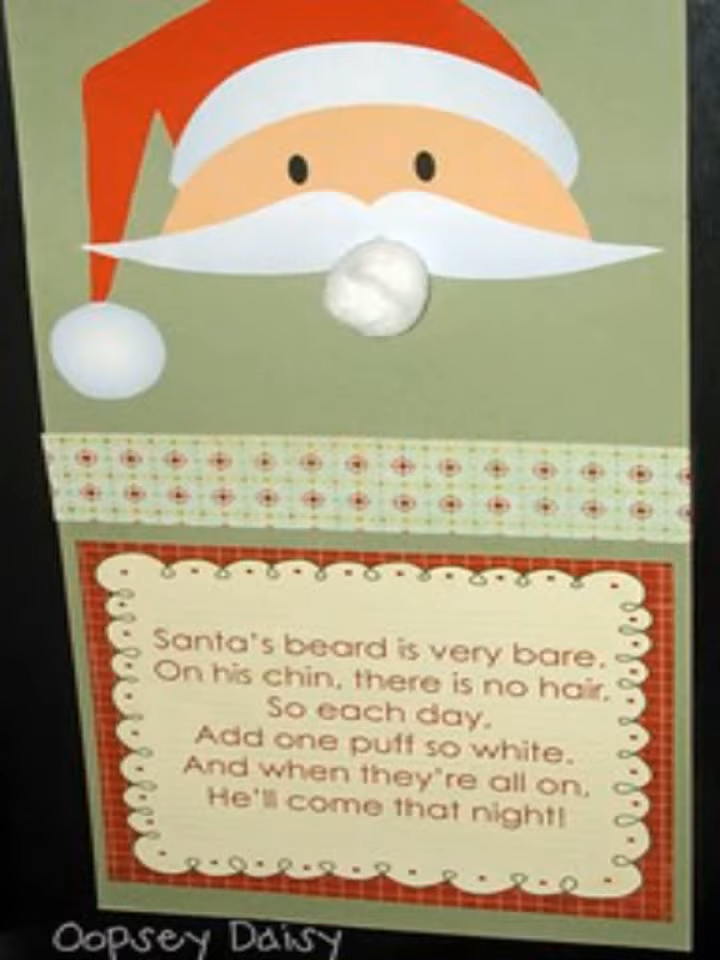 Santa's beard is very bare.
On his chin, there is no hair.
So each day,
Add one puff so white.
And when they're all on,
He'll come that night!
Oopsey Daisy